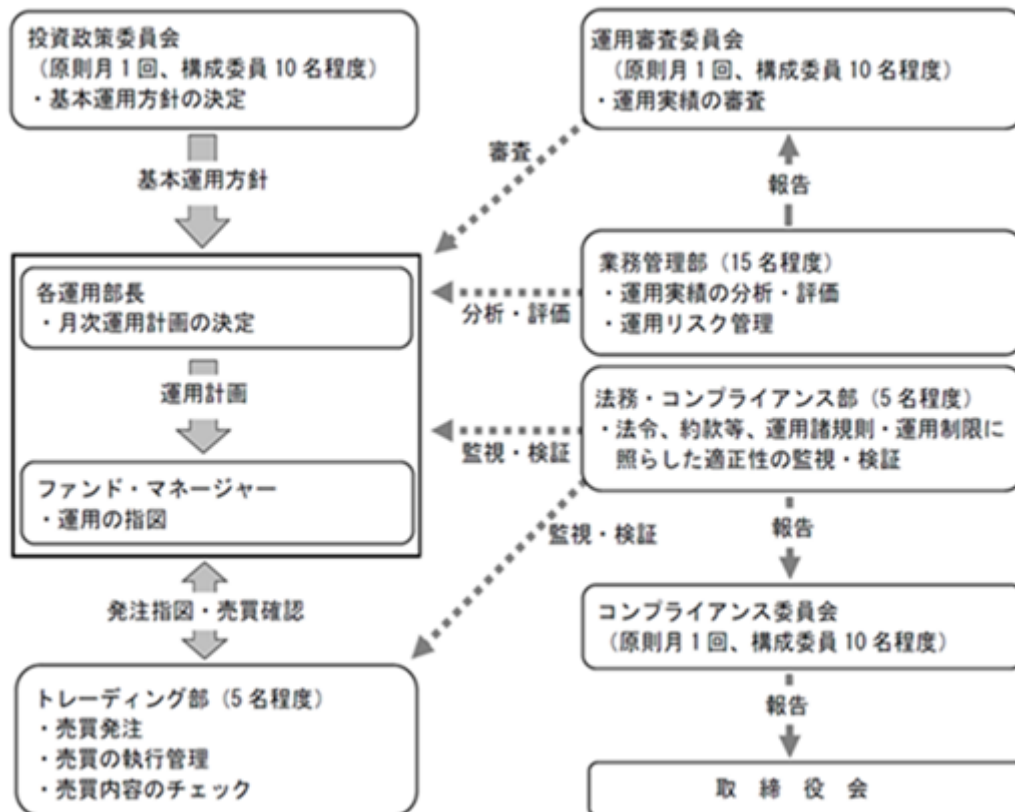 投資政策委員会
（原則月1回、構成委員10名程度）
・基本運用方針の決定
基本運用方針
各運用部長
・月次運用計画の決定
運用計画
ファンド・マネージャー
・運用の指図
発注指図・売買確認
トレーディング部（5名程度）
・売買発注
・売買の執行管理
・売買内容のチェック
運用審査委員会
（原則月1回、構成委員10名程度）
・運用実績の審査
審査
報告
業務管理部（15名程度）
・運用実績の分析・評価
・運用リスク管理
分析・評価
法務・コンプライアンス部（5名程度）
・法令、約款等、運用諸規則・運用制限に
照らした適正性の監視・検証
監視・検証
監視・検証
報告
コンプライアンス委員会
（原則月1回、構成委員10名程度）
報告
取締役会